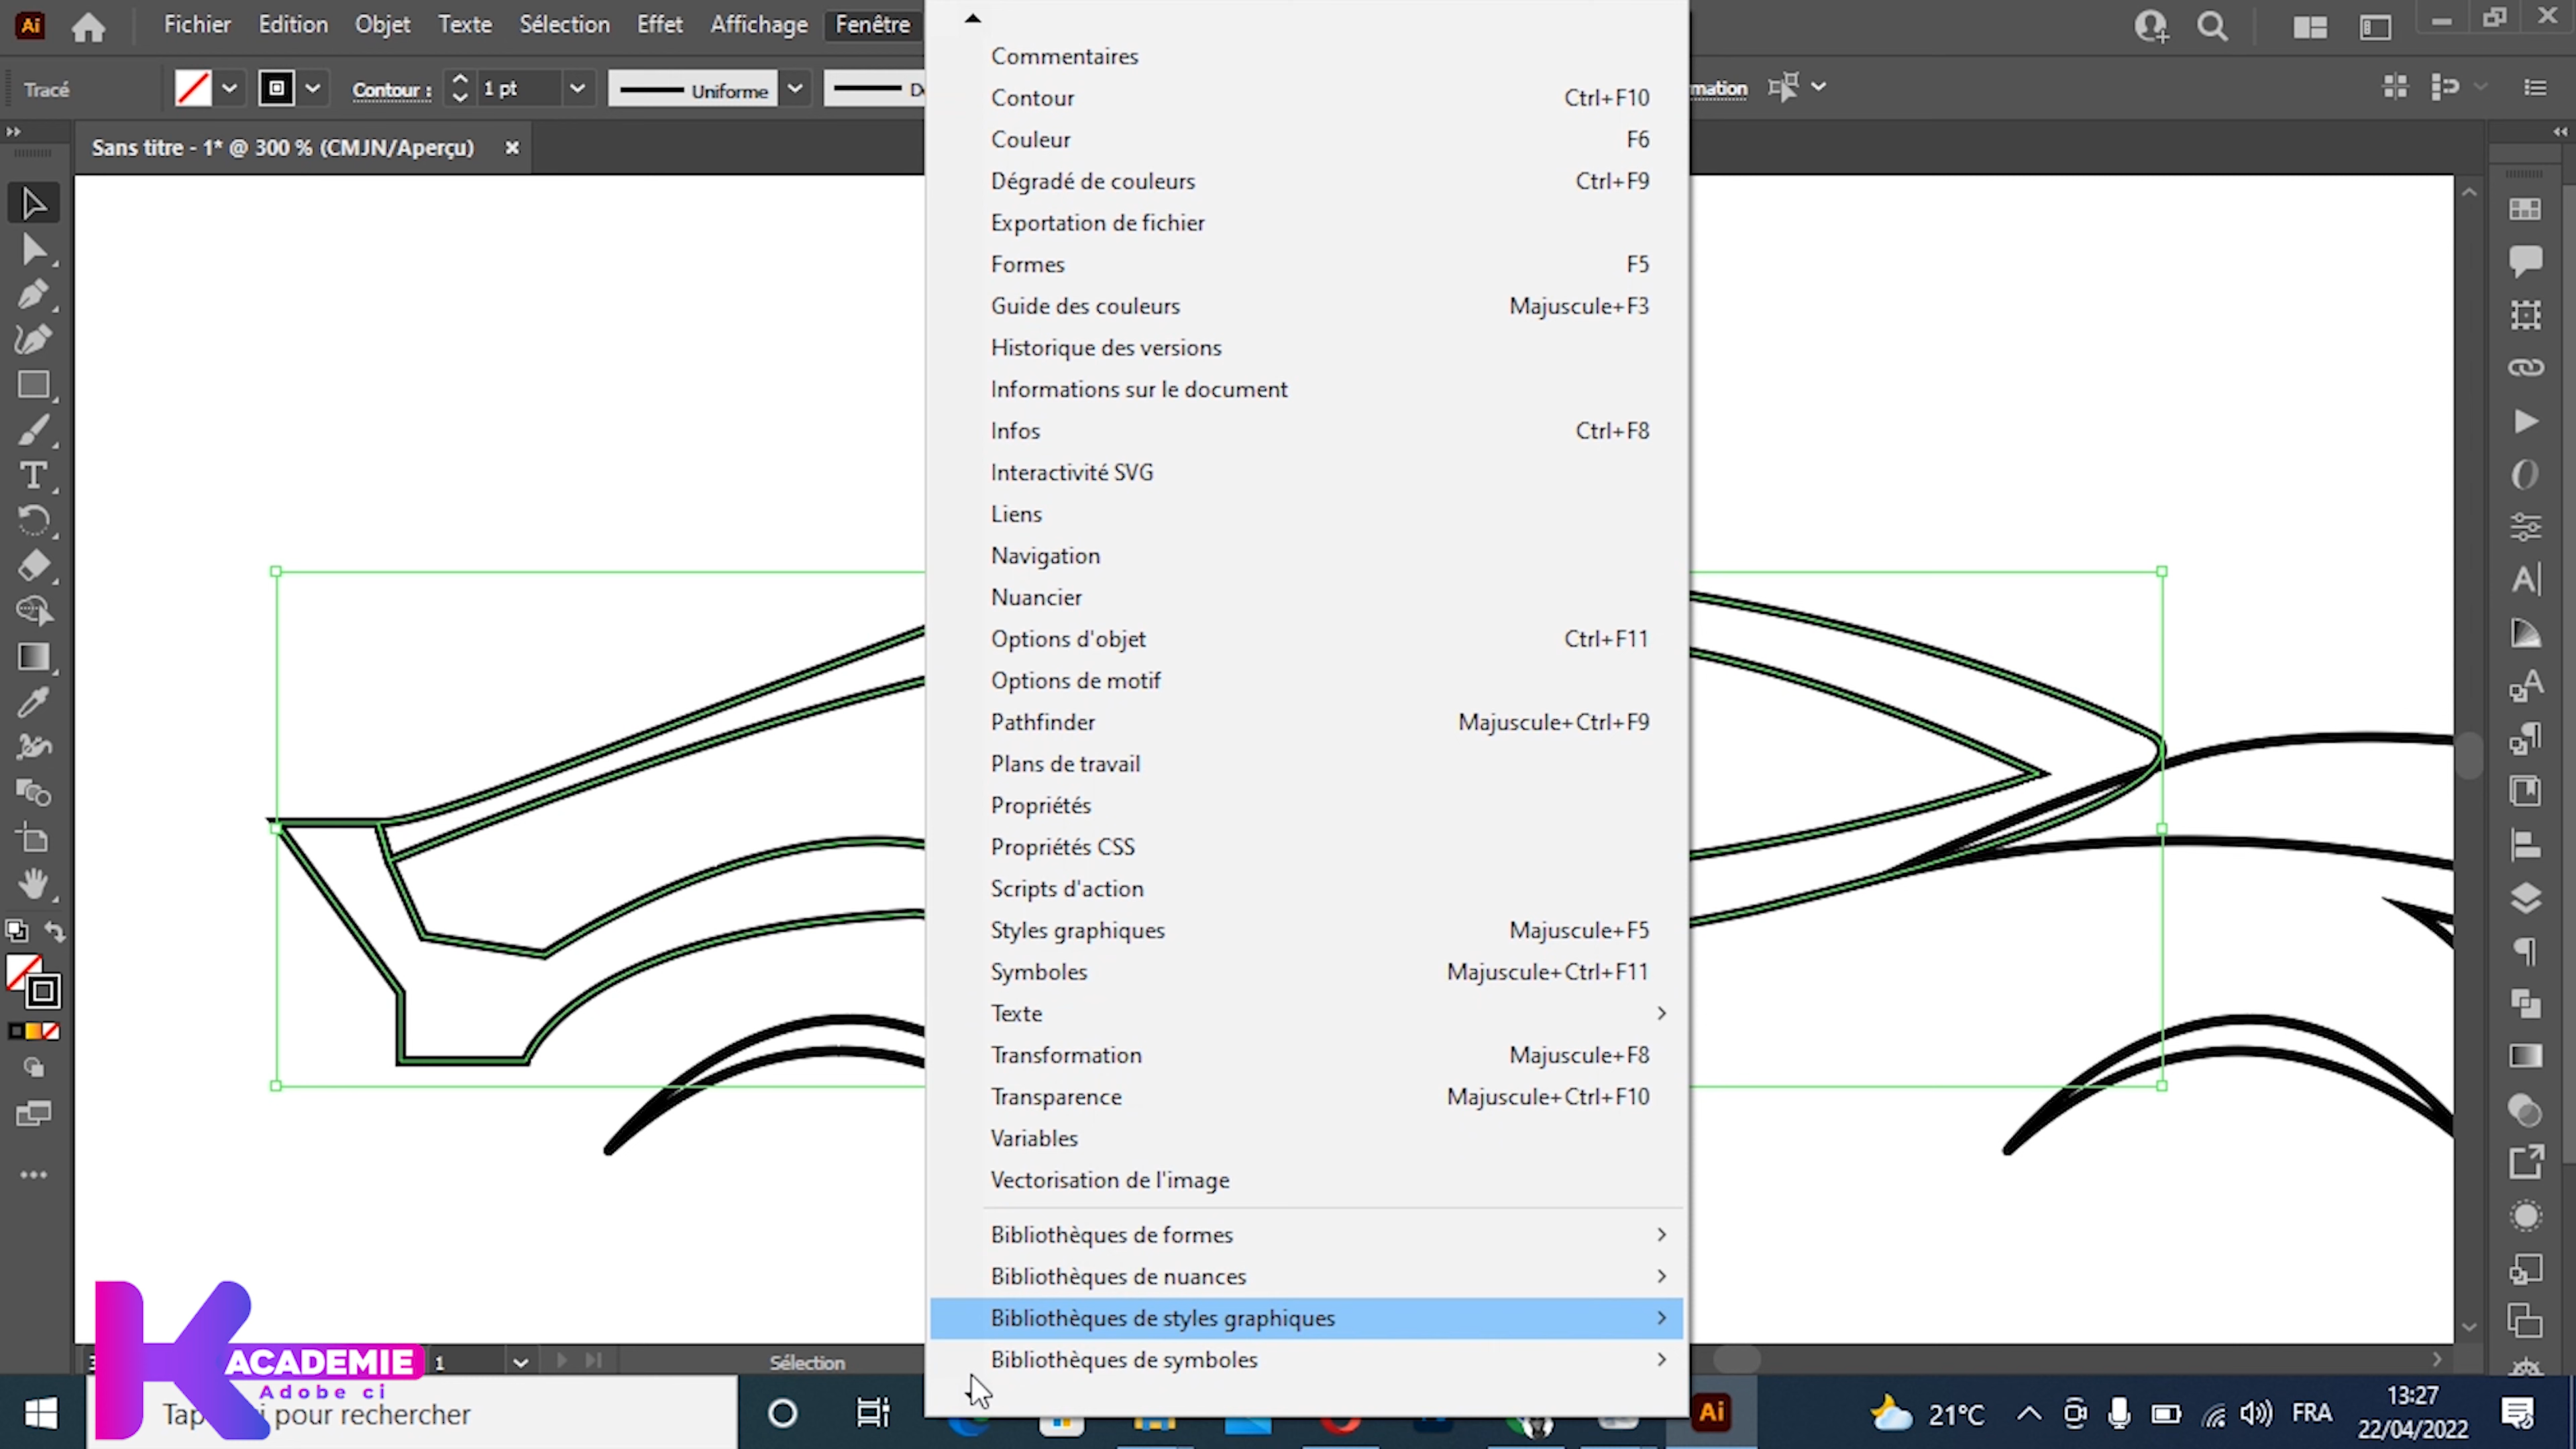 Ai Fichier Edition Objet Texte Sélection Effet Affichage Fenêtre
Tracé Contour : 1 pt Uniforme
mation
Sans titre - 1* @ 300 % (CMJN/Aperçu)
Commentaires
Contour Ctrl+F10
Couleur F6
Dégradé de couleurs Ctrl+F9
Exportation de fichier
Formes F5
Guide des couleurs Majuscule+F3
Historique des versions
Informations sur le document
Infos Ctrl+F8
Interactivité SVG
Liens
Navigation
Nuancier
Options d'objet Ctrl+F11
Options de motif
Pathfinder Majuscule+Ctrl+F9
Plans de travail
Propriétés
Propriétés CSS
Scripts d'action
Styles graphiques Majuscule+F5
Symboles Majuscule+Ctrl+F11
Texte
Transformation Majuscule+F8
Transparence Majuscule+Ctrl+F10
Variables
Vectorisation de l'image
Bibliothèques de formes
Bibliothèques de nuances
Bibliothèques de styles graphiques
Bibliothèques de symboles
1 Sélection
K ACADEMIE
Adobe ci
pour rechercher
Ai
21°C
FRA
13:27
22/04/2022